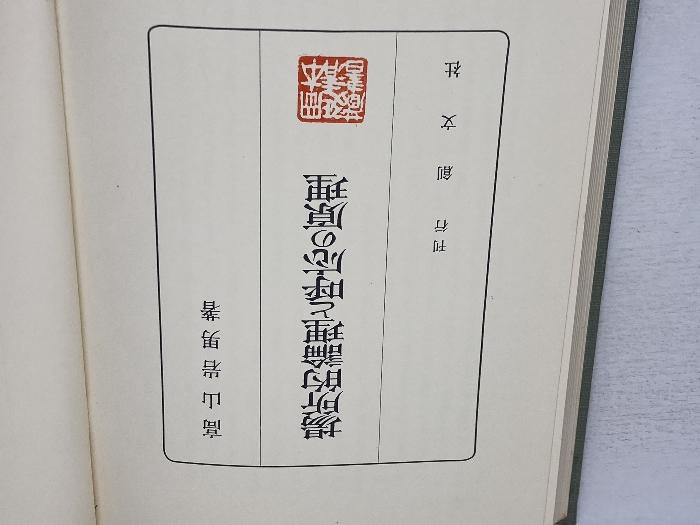 高山岩男著
場所的論理と呼応の原理
刊行 創文社